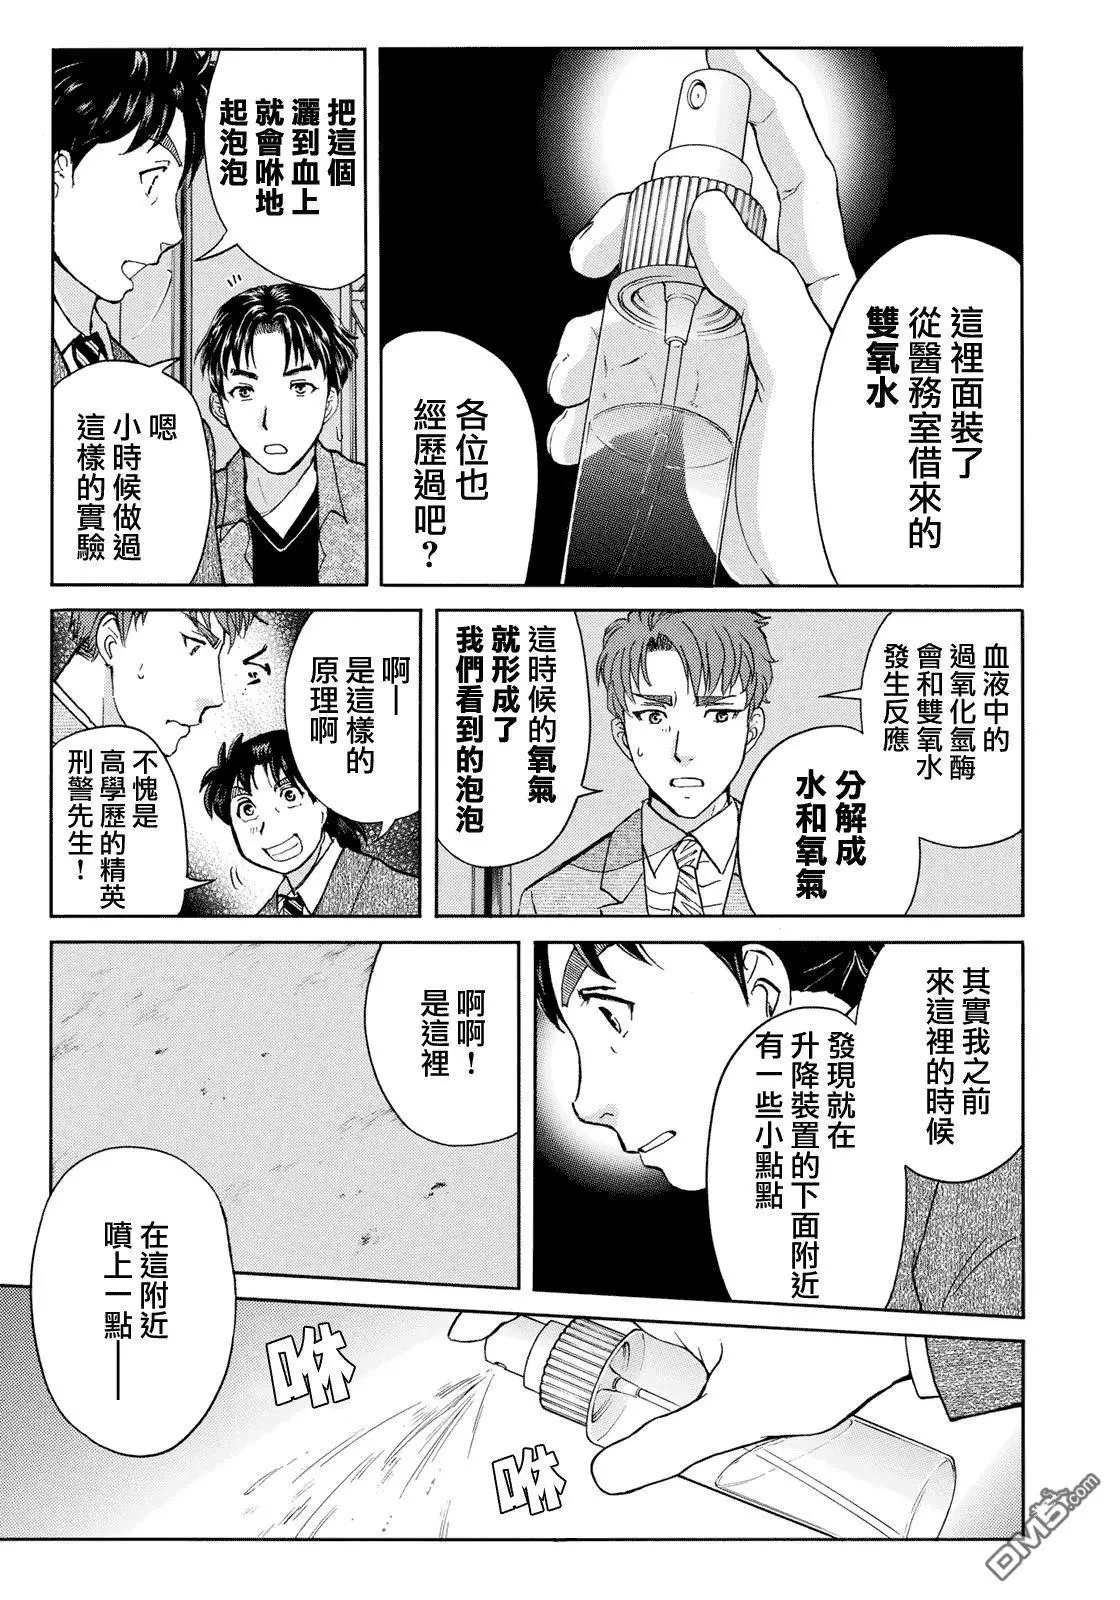 這裡面裝了
從醫務室借來的
雙氧水
各位也
經歷過吧？
把這個
灑到血上
就會咻地
起泡泡
嗯
小時候做過
這樣的實驗
血液中的
過氧化氫酶
會和雙氧水
發生反應
分解成
水和氧氣
這時候的氧氣
就形成了
我們看到的泡泡
啊—
是這樣的
原理啊
不愧是
高學歷的精英
刑警先生！
其實我之前
來這裡的時候
發現就在
升降裝置的下面附近
有一些小點點
啊啊！
是這裡
在這附近
噴上一點——
咻
咻
DM5.com